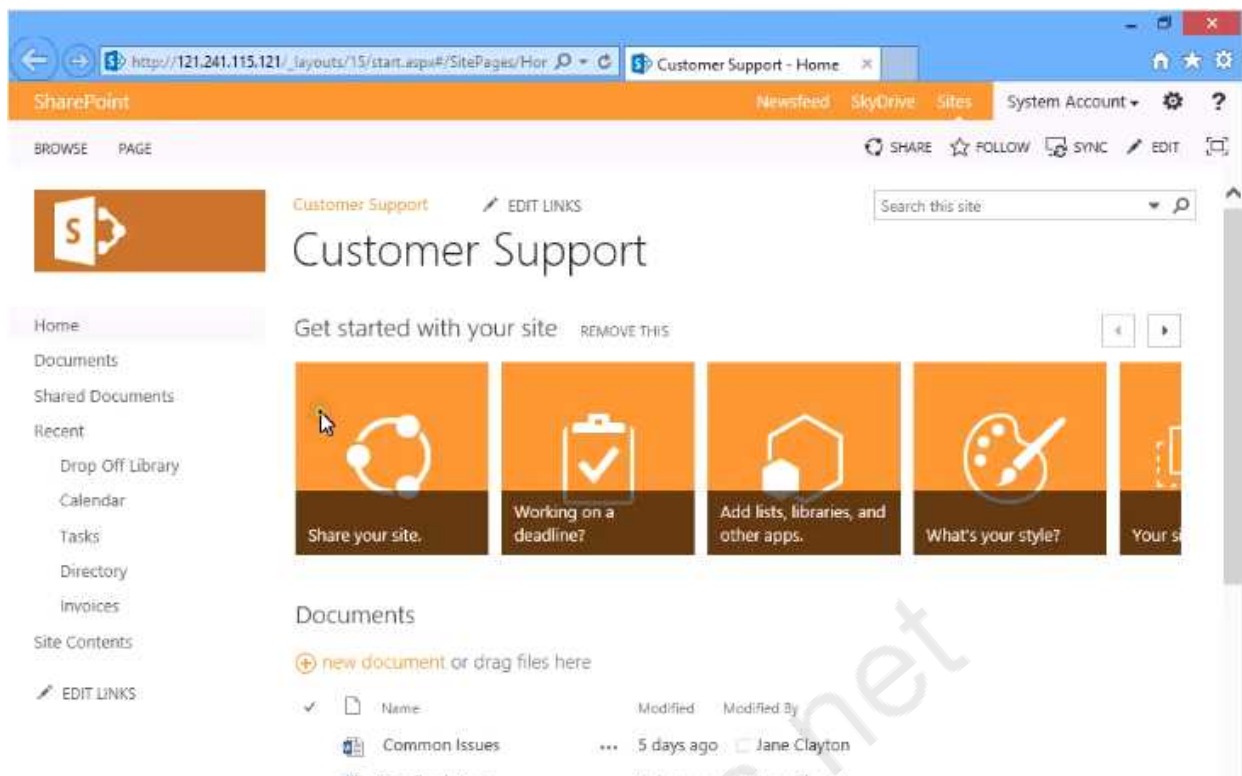 http://121.241.115.121/_layouts/15/start.aspx#/SitePages/Hor
Customer Support - Home
SharePoint
Newsfeed SkyDrive Sites System Account
BROWSE PAGE
SHARE FOLLOW SYNC EDIT
S
Customer Support EDIT LINKS
Search this site
Customer Support
Home
Get started with your site REMOVE THIS
Documents
Shared Documents
Recent
Drop Off Library
Calendar
Tasks
Directory
Invoices
Site Contents
EDIT LINKS
Share your site.
Working on a
deadline?
Add lists, libraries, and
other apps.
What's your style?
Your si
Documents
new document or drag files here
Name Modified Modified By
Common Issues ... 5 days ago Jane Clayton
net